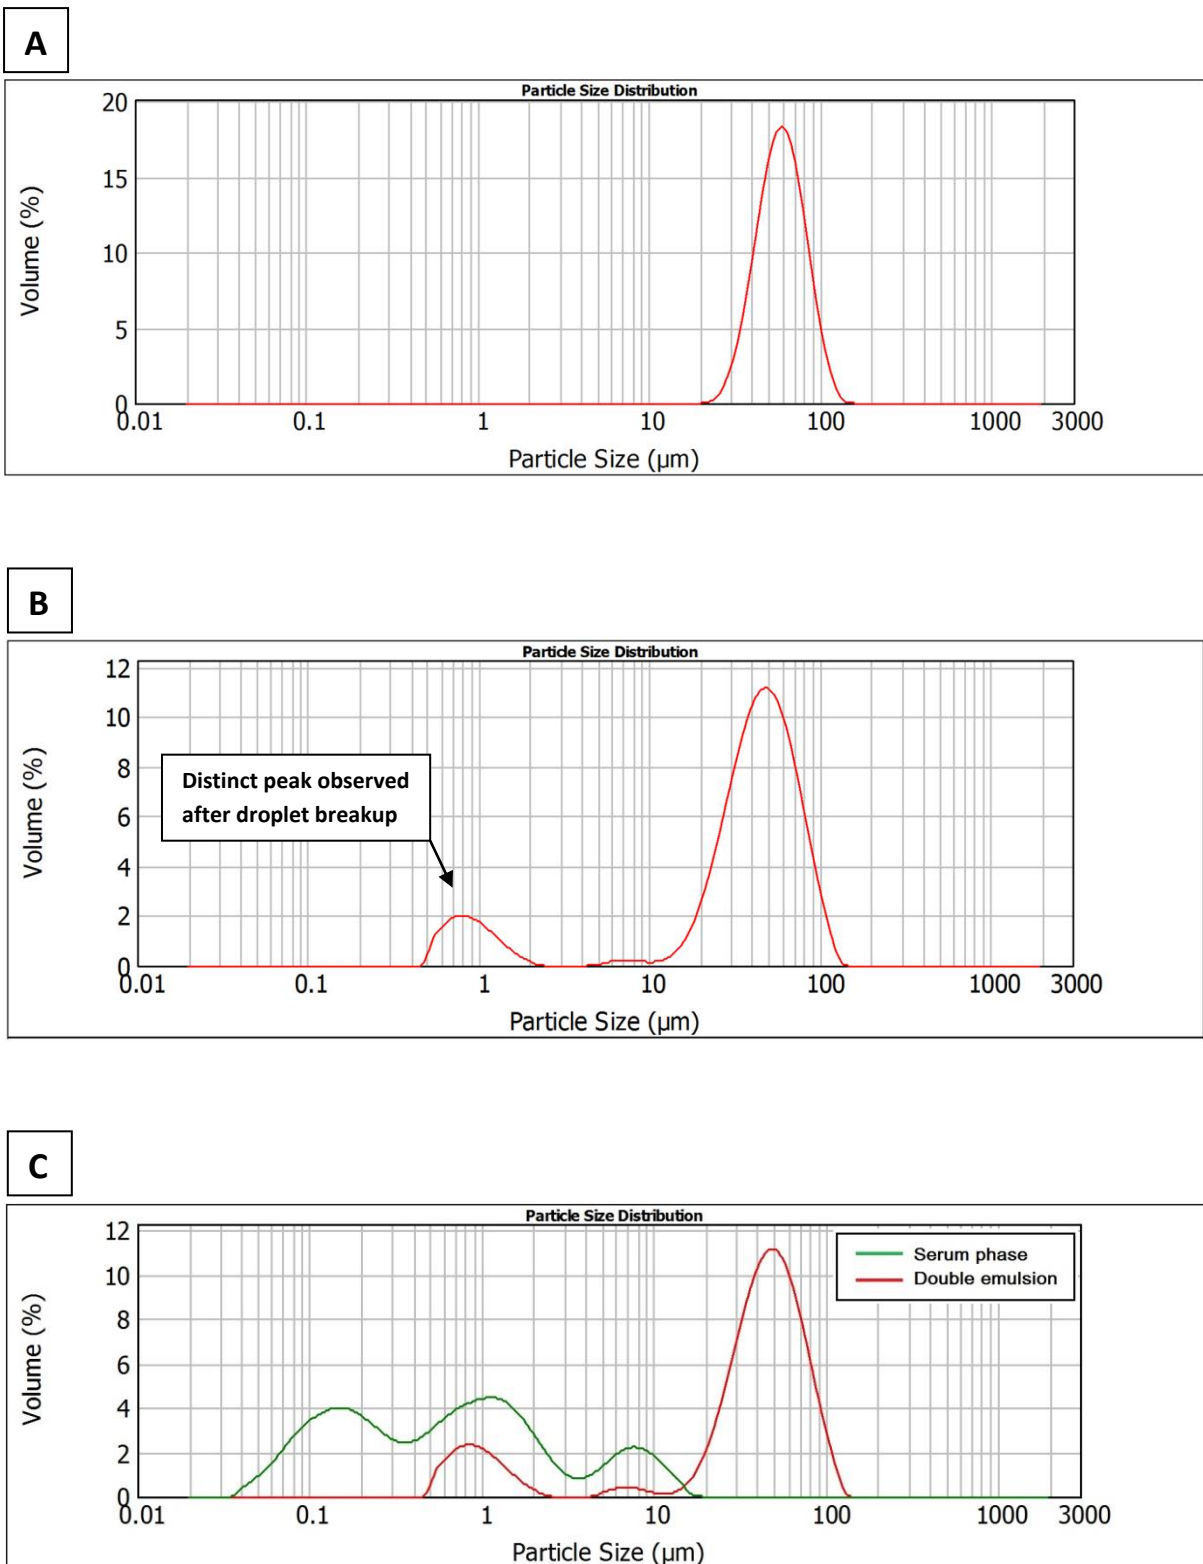 A
Particle Size Distribution
20
15
10
5
0
Volume (%)
0.01 0.1 1 10 100 1000 3000
Particle Size (µm)
B
Particle Size Distribution
12
10
8
6
4
2
0
Volume (%)
Distinct peak observed
after droplet breakup
0.01 0.1 1 10 100 1000 3000
Particle Size (µm)
C
Particle Size Distribution
12
10
8
6
4
2
0
Volume (%)
Serum phase
Double emulsion
0.01 0.1 1 10 100 1000 3000
Particle Size (µm)